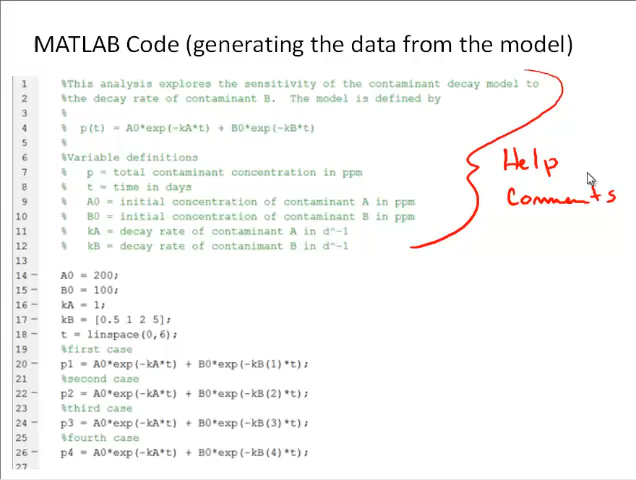 MATLAB Code (generating the data from the model)
1 %This analysis explores the sensitivity of the contaminant decay model to
2 %the decay rate of contaminant B.  The model is defined by
3 %
4 %  p(t) = A0*exp(-kA*t) + B0*exp(-kB*t)
5 %
6 %Variable definitions
7 %   p = total contaminant concentration in ppm
8 %   t = time in days
9 %   A0 = initial concentration of contaminant A in ppm
10 %   B0 = initial concentration of contaminant B in ppm
11 %   kA = decay rate of contaminant A in d^-1
12 %   kB = decay rate of contanimant B in d^-1
Help
Comments
13
14 – A0 = 200;
15 – B0 = 100;
16 – kA = 1;
17 – kB = [0.5 1 2 5];
18 – t = linspace(0,6);
19 %first case
20 – p1 = A0*exp(-kA*t) + B0*exp(-kB(1)*t);
21 %second case
22 – p2 = A0*exp(-kA*t) + B0*exp(-kB(2)*t);
23 %third case
24 – p3 = A0*exp(-kA*t) + B0*exp(-kB(3)*t);
25 %fourth case
26 – p4 = A0*exp(-kA*t) + B0*exp(-kB(4)*t);
27